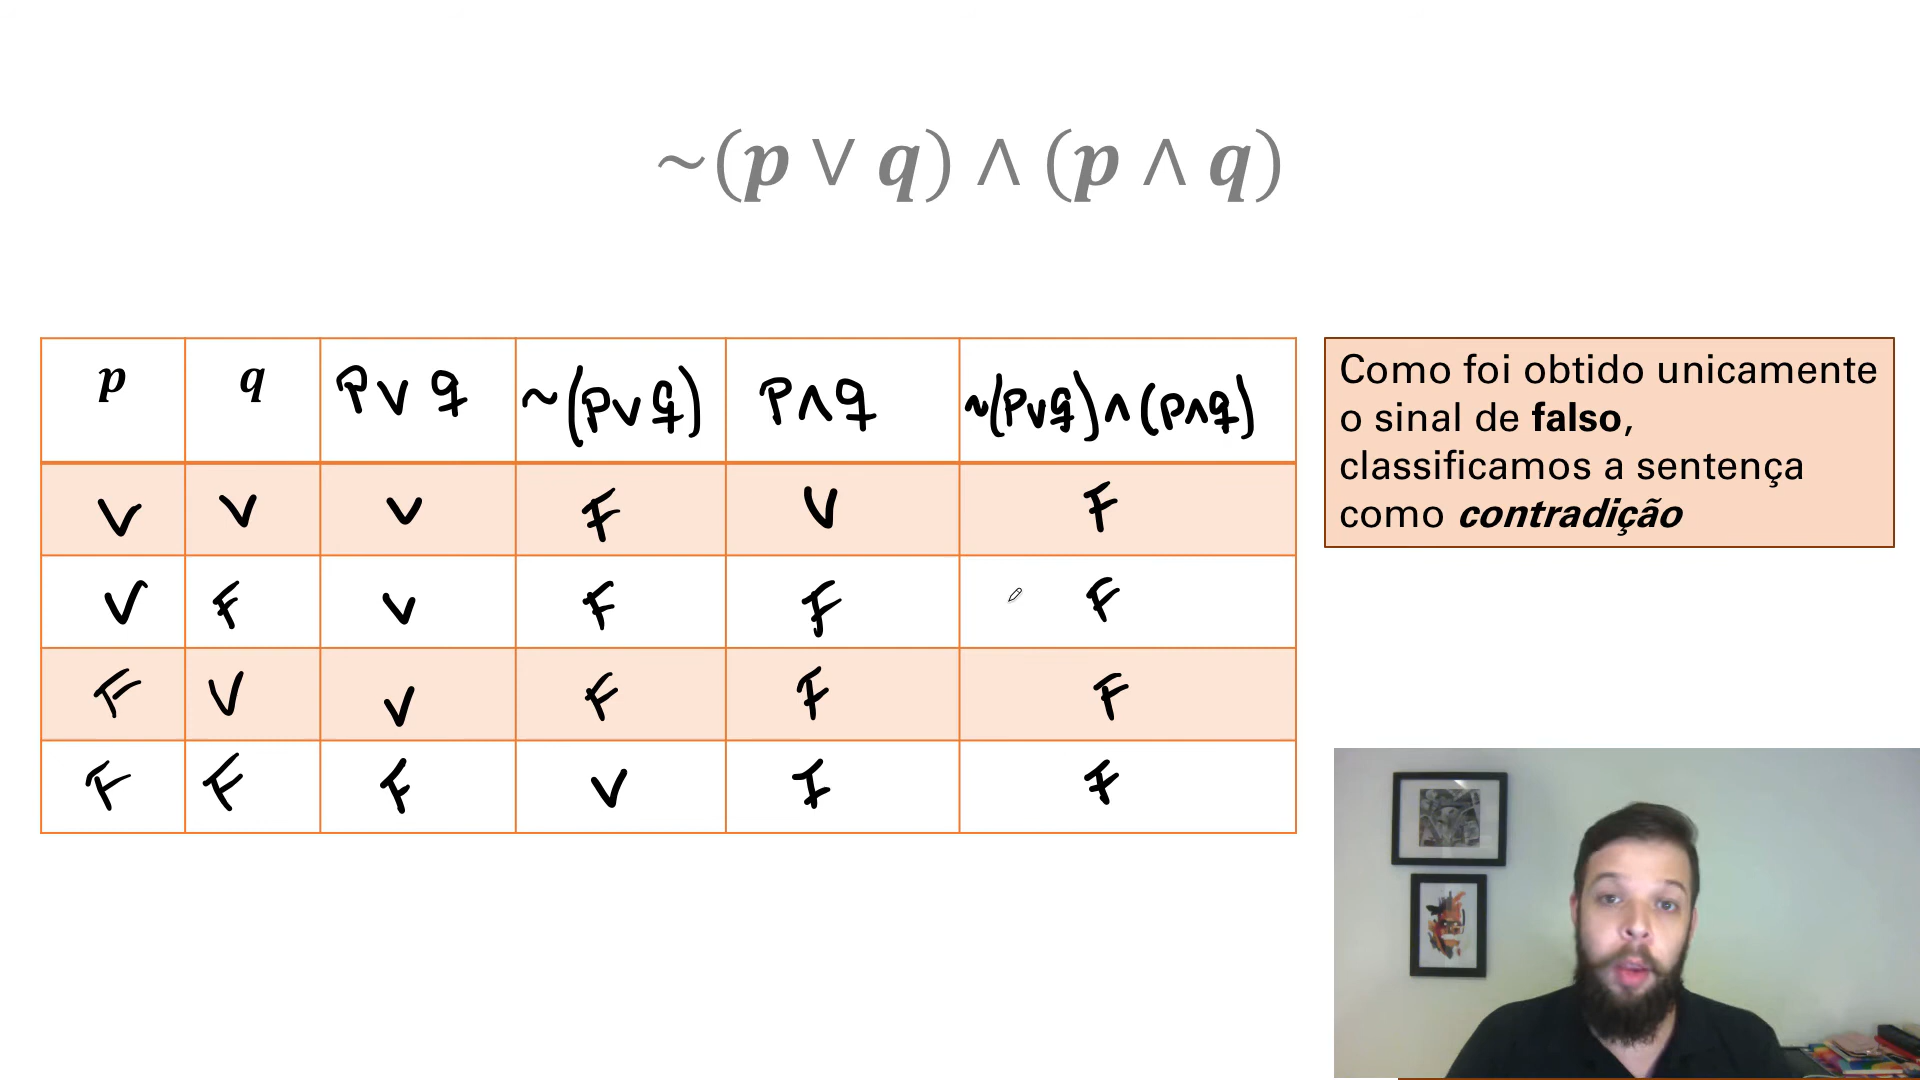 ~(p ∨ q) ∧ (p ∧ q)
p q p∨q ~(p∨q) p∧q ~(p∨q)∧(p∧q)
V V V F V F
V F V F F F
F V V F F F
F F F V F F
Como foi obtido unicamente
o sinal de falso,
classificamos a sentença
como contradição